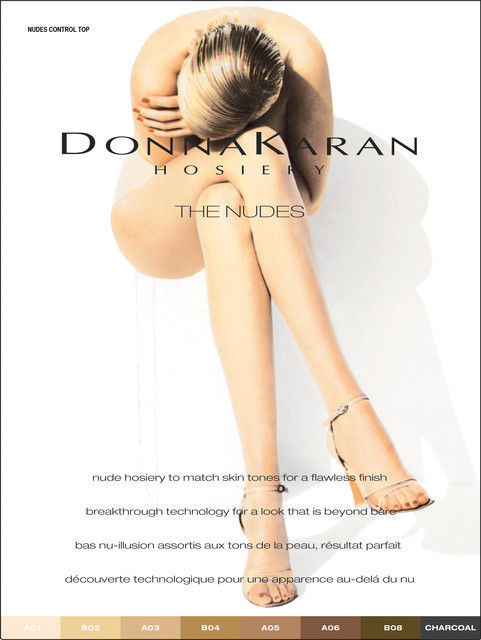 NUDES CONTROL TOP
DONNAKARAN
HOSIERY
THE NUDES
nude hosiery to match skin tones for a flawless finish
breakthrough technology for a look that is beyond bare
bas nu-illusion assortis aux tons de la peau, résultat parfait
découverte technologique pour une apparence au-delá du nu
A01 B02 A03 B04 A05 A06 B08 CHARCOAL